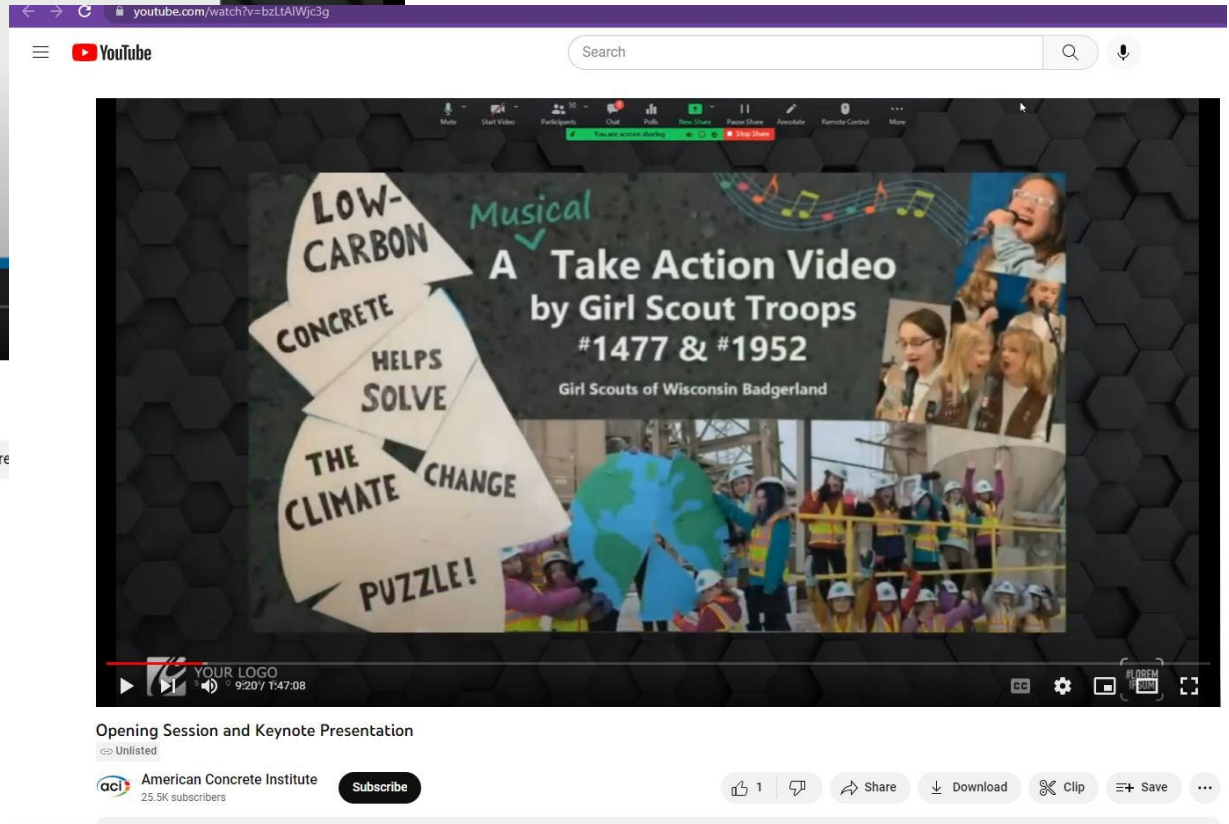 youtube.com/watch?v=bzLtAIWjc3g
YouTube
Search
Mute
Start Video
Participants
Chat
Polls
New Share
Pause Share
Annotate
Remote Control
More
You are screen sharing
Stop Share
LOW-
CARBON
CONCRETE
HELPS
SOLVE
THE
CLIMATE
CHANGE
PUZZLE!
Musical
A Take Action Video
by Girl Scout Troops
#1477 & #1952
Girl Scouts of Wisconsin Badgerland
YOUR LOGO
9:20 / 1:47:08
CC
#LOREM
IPSUM
Opening Session and Keynote Presentation
Unlisted
aci
American Concrete Institute
25.5K subscribers
Subscribe
1
Share
Download
Clip
Save
re